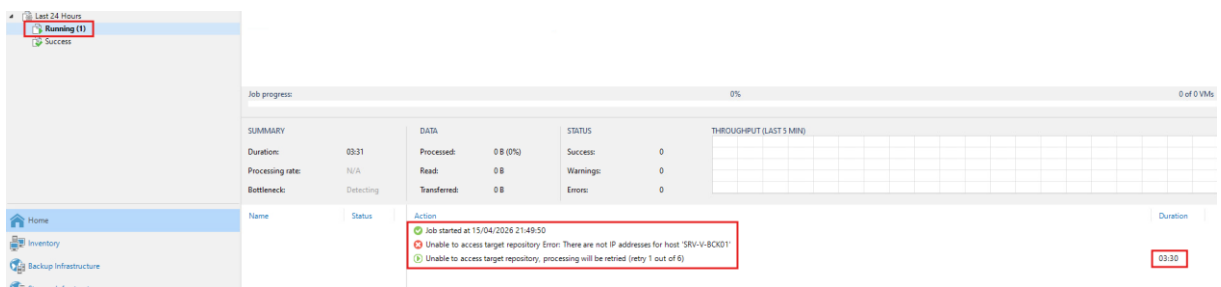 Last 24 Hours
Running (1)
Success
Job progress: 0% 0 of 0 VMs
SUMMARY DATA STATUS THROUGHPUT (LAST 5 MIN)
Duration: 03:31 Processed: 0 B (0%) Success: 0
Processing rate: N/A Read: 0 B Warnings: 0
Bottleneck: Detecting Transferred: 0 B Errors: 0
Home
Inventory
Backup Infrastructure
Name Status Action Duration
Job started at 15/04/2026 21:49:50
Unable to access target repository Error: There are not IP addresses for host 'SRV-V-BCK01'
Unable to access target repository, processing will be retried (retry 1 out of 6) 03:30